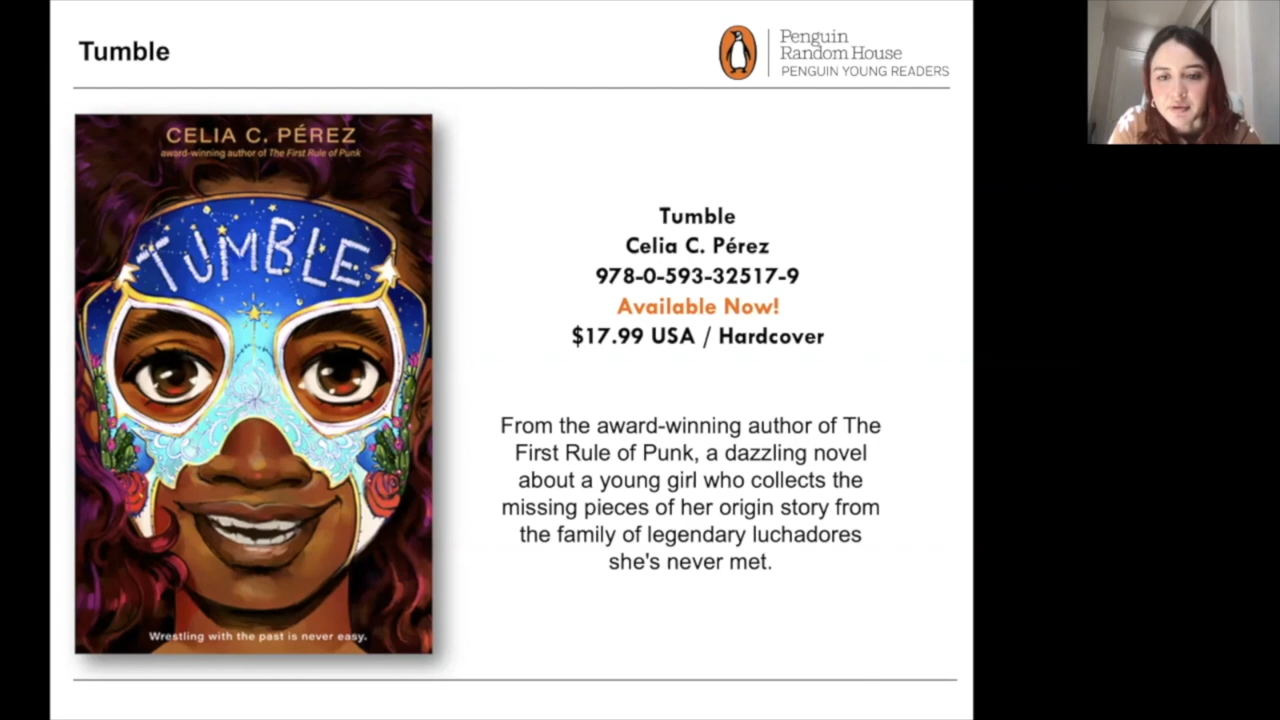 Tumble
Penguin
Random House
PENGUIN YOUNG READERS
CELIA C. PÉREZ
award-winning author of The First Rule of Punk
TUMBLE
Wrestling with the past is never easy.
Tumble
Celia C. Pérez
978-0-593-32517-9
Available Now!
$17.99 USA / Hardcover
From the award-winning author of The
First Rule of Punk, a dazzling novel
about a young girl who collects the
missing pieces of her origin story from
the family of legendary luchadores
she's never met.